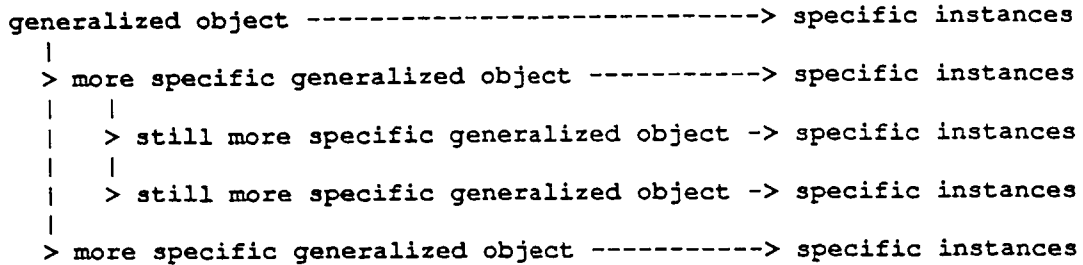 generalized object -----------------------------> specific instances
|
> more specific generalized object -----------> specific instances
| |
| > still more specific generalized object -> specific instances
| |
| > still more specific generalized object -> specific instances
|
> more specific generalized object -----------> specific instances